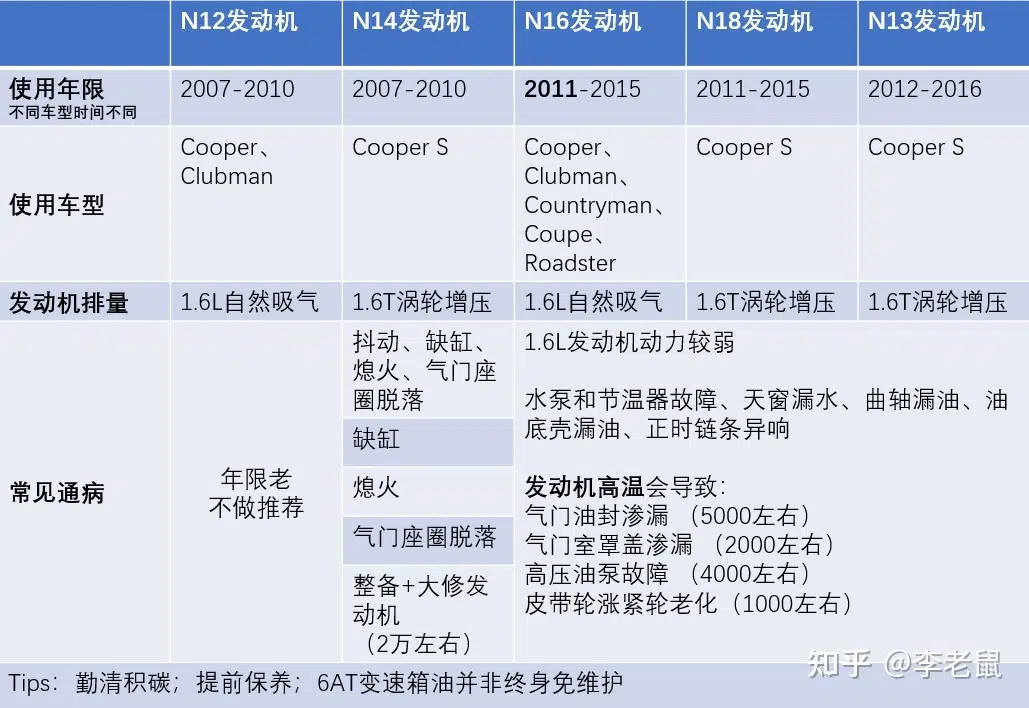 N12发动机 N14发动机 N16发动机 N18发动机 N13发动机
使用年限 2007-2010 2007-2010 2011-2015 2011-2015 2012-2016
不同车型时间不同
使用车型
Cooper、
Clubman
Cooper S
Cooper、
Clubman、
Countryman、
Coupe、
Roadster
Cooper S
Cooper S
发动机排量 1.6L自然吸气 1.6T涡轮增压 1.6L自然吸气 1.6T涡轮增压 1.6T涡轮增压
常见通病
年限老
不做推荐
抖动、缺缸、
熄火、气门座
圈脱落
缺缸
熄火
气门座圈脱落
整备+大修发
动机
（2万左右）
1.6L发动机动力较弱
水泵和节温器故障、天窗漏水、曲轴漏油、油
底壳漏油、正时链条异响
发动机高温会导致：
气门油封渗漏 （5000左右）
气门室罩盖渗漏 （2000左右）
高压油泵故障 （4000左右）
皮带轮涨紧轮老化（1000左右）
Tips：勤清积碳；提前保养；6AT变速箱油并非终身免维护
知乎 @李老鼠